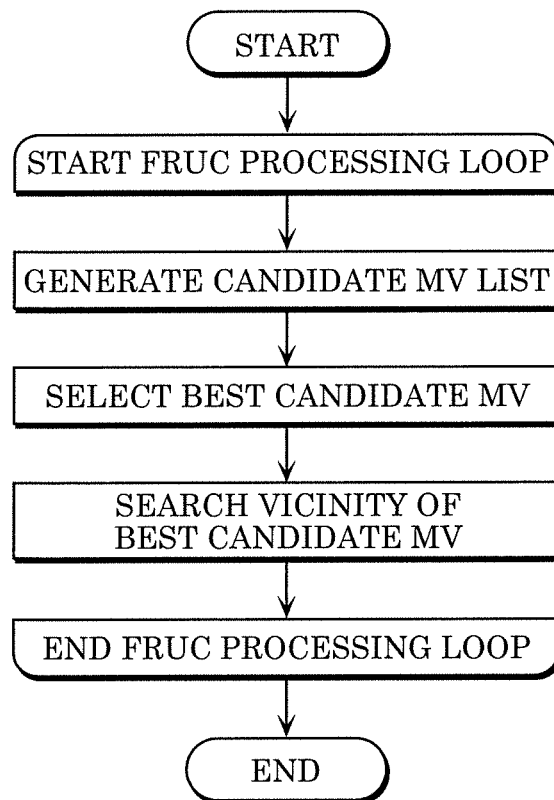 START
START FRUC PROCESSING LOOP
GENERATE CANDIDATE MV LIST
SELECT BEST CANDIDATE MV
SEARCH VICINITY OF
BEST CANDIDATE MV
END FRUC PROCESSING LOOP
END